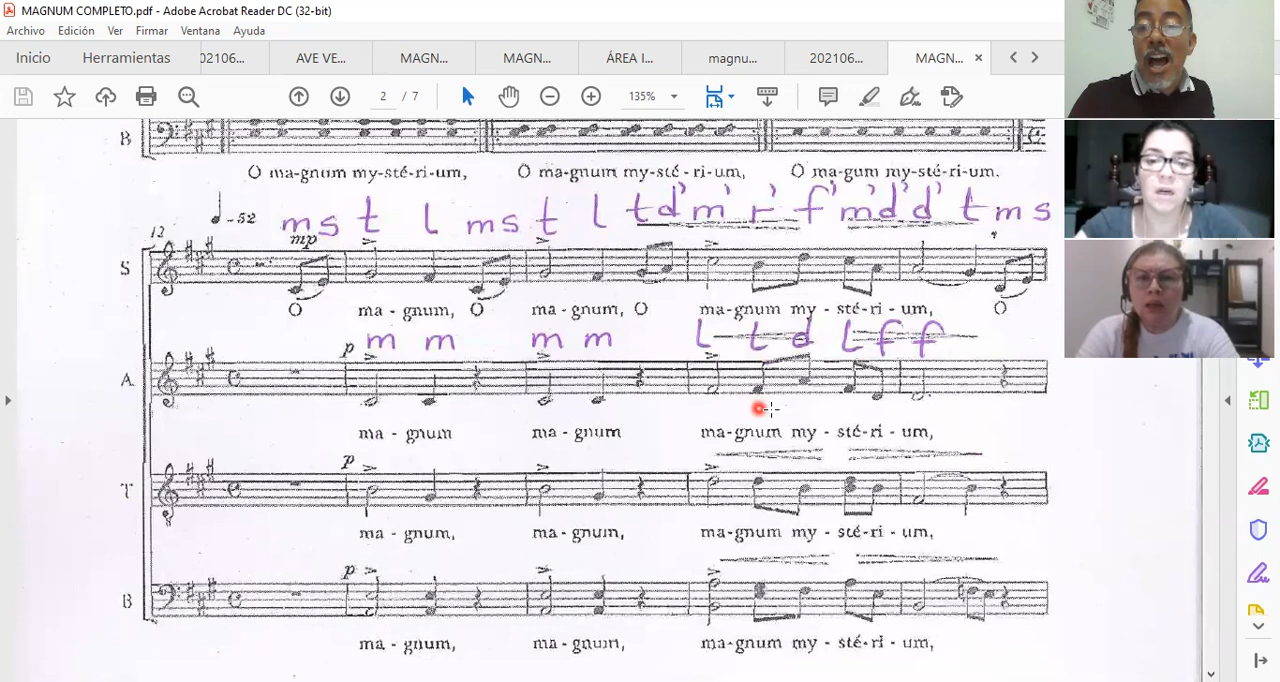 MAGNUM COMPLETO.pdf - Adobe Acrobat Reader DC (32-bit)
Archivo Edición Ver Firmar Ventana Ayuda
Inicio Herramientas 202106... AVE VE... MAGN... MAGN... ÁREA I... magnu... 202106... MAGN... ×
2 / 7 135%
B
O ma-gnum my-sté-ri-um, O ma-gnum my-sté-ri-um, O ma-gum my-sté-ri-um.
♩-52 ms t l ms t l t d' m' r' f' m' d' d' t m s
12
mp
S
O ma - gnum, O ma - gnum, O ma-gnum my - sté-ri - um, O
m m m m l t d l f f
p
A.
ma - gnum ma - gnum ma-gnum my - sté-ri - um,
p
T
ma - gnum, ma - gnum, ma-gnum my - sté-ri - um,
p
B
ma - gnum, ma - gnum, ma-gnum my - sté-ri - um,